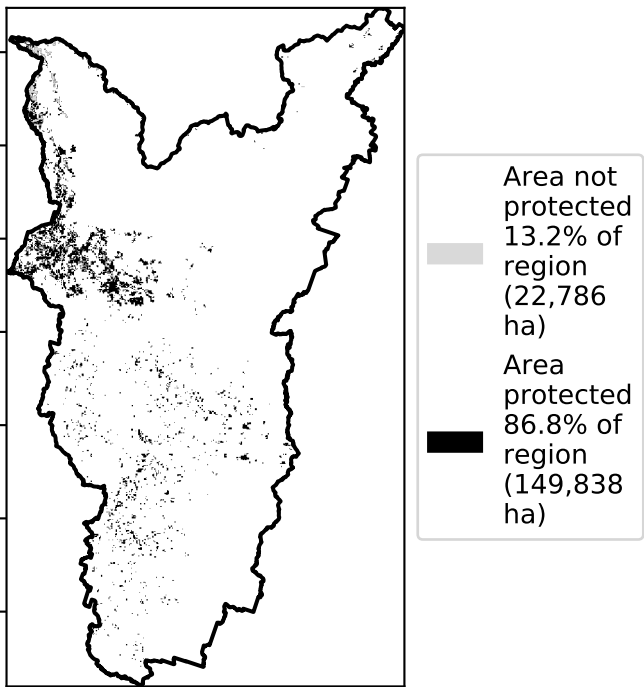 Area not
protected
13.2% of
region
(22,786
ha)
Area
protected
86.8% of
region
(149,838
ha)